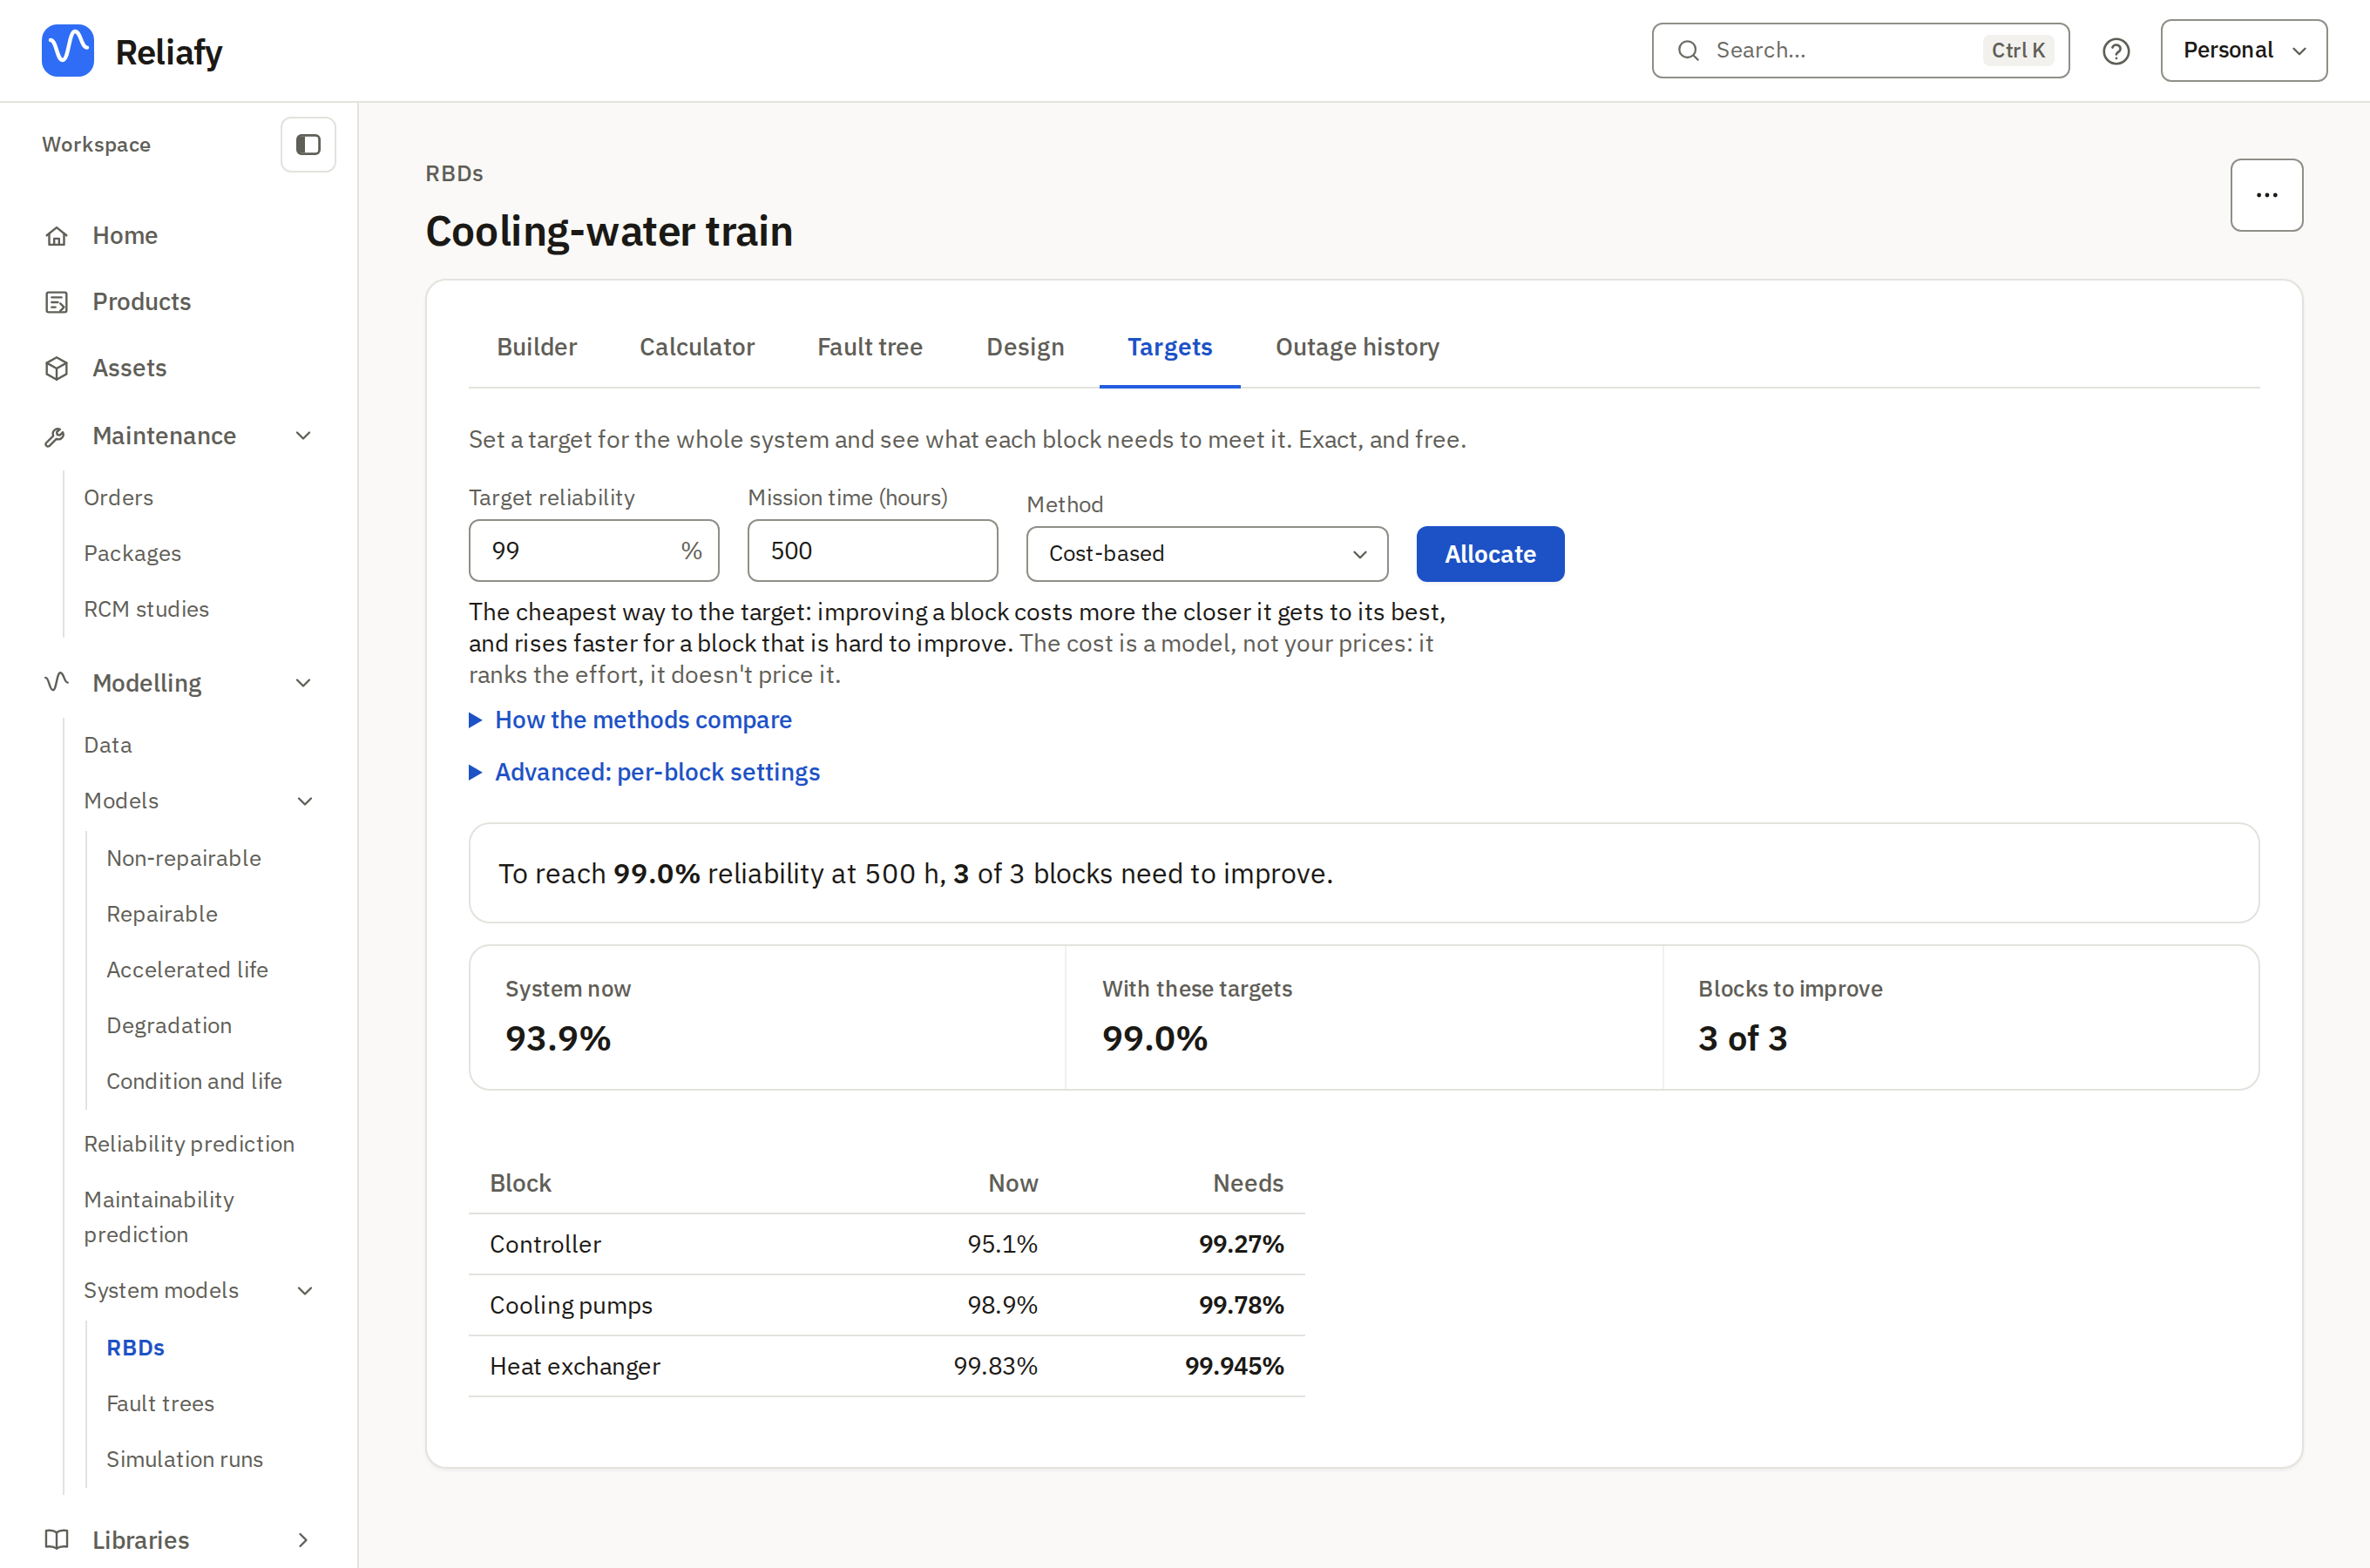 Reliafy
Search...
Ctrl K
Personal
Workspace
Home
Products
Assets
Maintenance
Orders
Packages
RCM studies
Modelling
Data
Models
Non-repairable
Repairable
Accelerated life
Degradation
Condition and life
Reliability prediction
Maintainability
prediction
System models
RBDs
Fault trees
Simulation runs
Libraries
RBDs
Cooling-water train
...
Builder
Calculator
Fault tree
Design
Targets
Outage history
Set a target for the whole system and see what each block needs to meet it. Exact, and free.
Target reliability
99 %
Mission time (hours)
500
Method
Cost-based
Allocate
The cheapest way to the target: improving a block costs more the closer it gets to its best,
and rises faster for a block that is hard to improve. The cost is a model, not your prices: it
ranks the effort, it doesn't price it.
How the methods compare
Advanced: per-block settings
To reach 99.0% reliability at 500 h, 3 of 3 blocks need to improve.
System now
93.9%
With these targets
99.0%
Blocks to improve
3 of 3
Block Now Needs
Controller 95.1% 99.27%
Cooling pumps 98.9% 99.78%
Heat exchanger 99.83% 99.945%